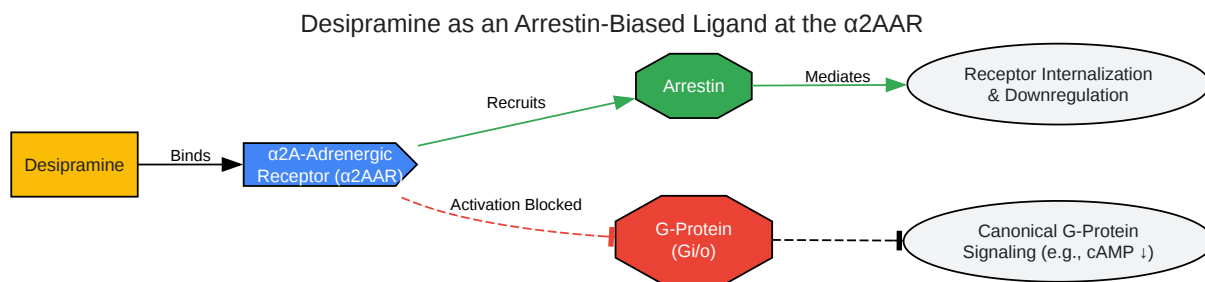 Desipramine as an Arrestin-Biased Ligand at the α2AAR
Desipramine
Binds
α2A-Adrenergic
Receptor (α2AAR)
Recruits
Arrestin
Mediates
Receptor Internalization
& Downregulation
Activation Blocked
G-Protein
(Gi/o)
Canonical G-Protein
Signaling (e.g., cAMP ↓)